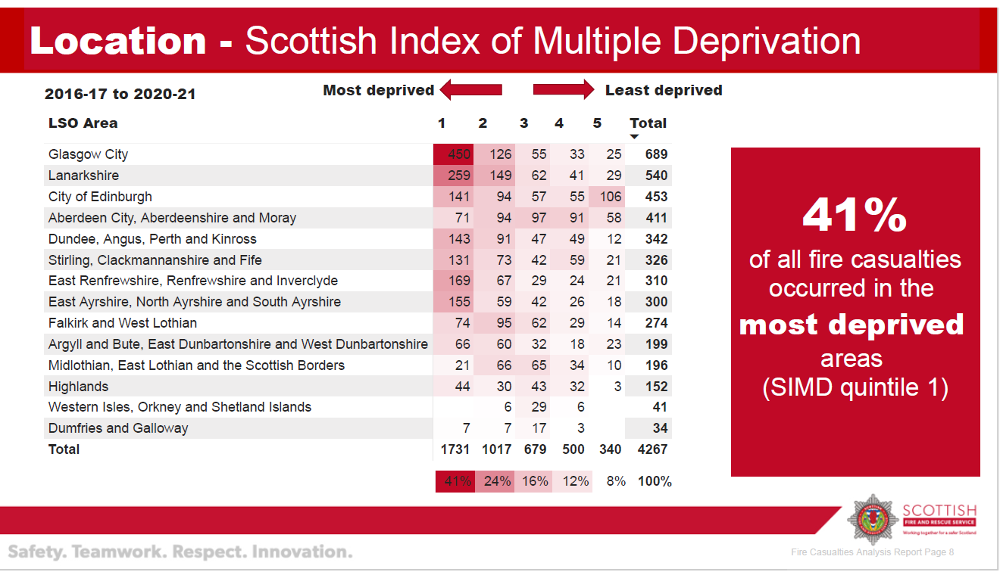 Location - Scottish Index of Multiple Deprivation
2016-17 to 2020-21
Most deprived
Least deprived
LSO Area 1 2 3 4 5 Total
Glasgow City 450 126 55 33 25 689
Lanarkshire 259 149 62 41 29 540
City of Edinburgh 141 94 57 55 106 453
Aberdeen City, Aberdeenshire and Moray 71 94 97 91 58 411
Dundee, Angus, Perth and Kinross 143 91 47 49 12 342
Stirling, Clackmannanshire and Fife 131 73 42 59 21 326
East Renfrewshire, Renfrewshire and Inverclyde 169 67 29 24 21 310
East Ayrshire, North Ayrshire and South Ayrshire 155 59 42 26 18 300
Falkirk and West Lothian 74 95 62 29 14 274
Argyll and Bute, East Dunbartonshire and West Dunbartonshire 66 60 32 18 23 199
Midlothian, East Lothian and the Scottish Borders 21 66 65 34 10 196
Highlands 44 30 43 32 3 152
Western Isles, Orkney and Shetland Islands 6 29 6 41
Dumfries and Galloway 7 7 17 3 34
Total 1731 1017 679 500 340 4267
41% 24% 16% 12% 8% 100%
41%
of all fire casualties
occurred in the
most deprived
areas
(SIMD quintile 1)
SCOTTISH
FIRE AND RESCUE SERVICE
Working together for a safer Scotland
Safety. Teamwork. Respect. Innovation.
Fire Casualties Analysis Report Page 8